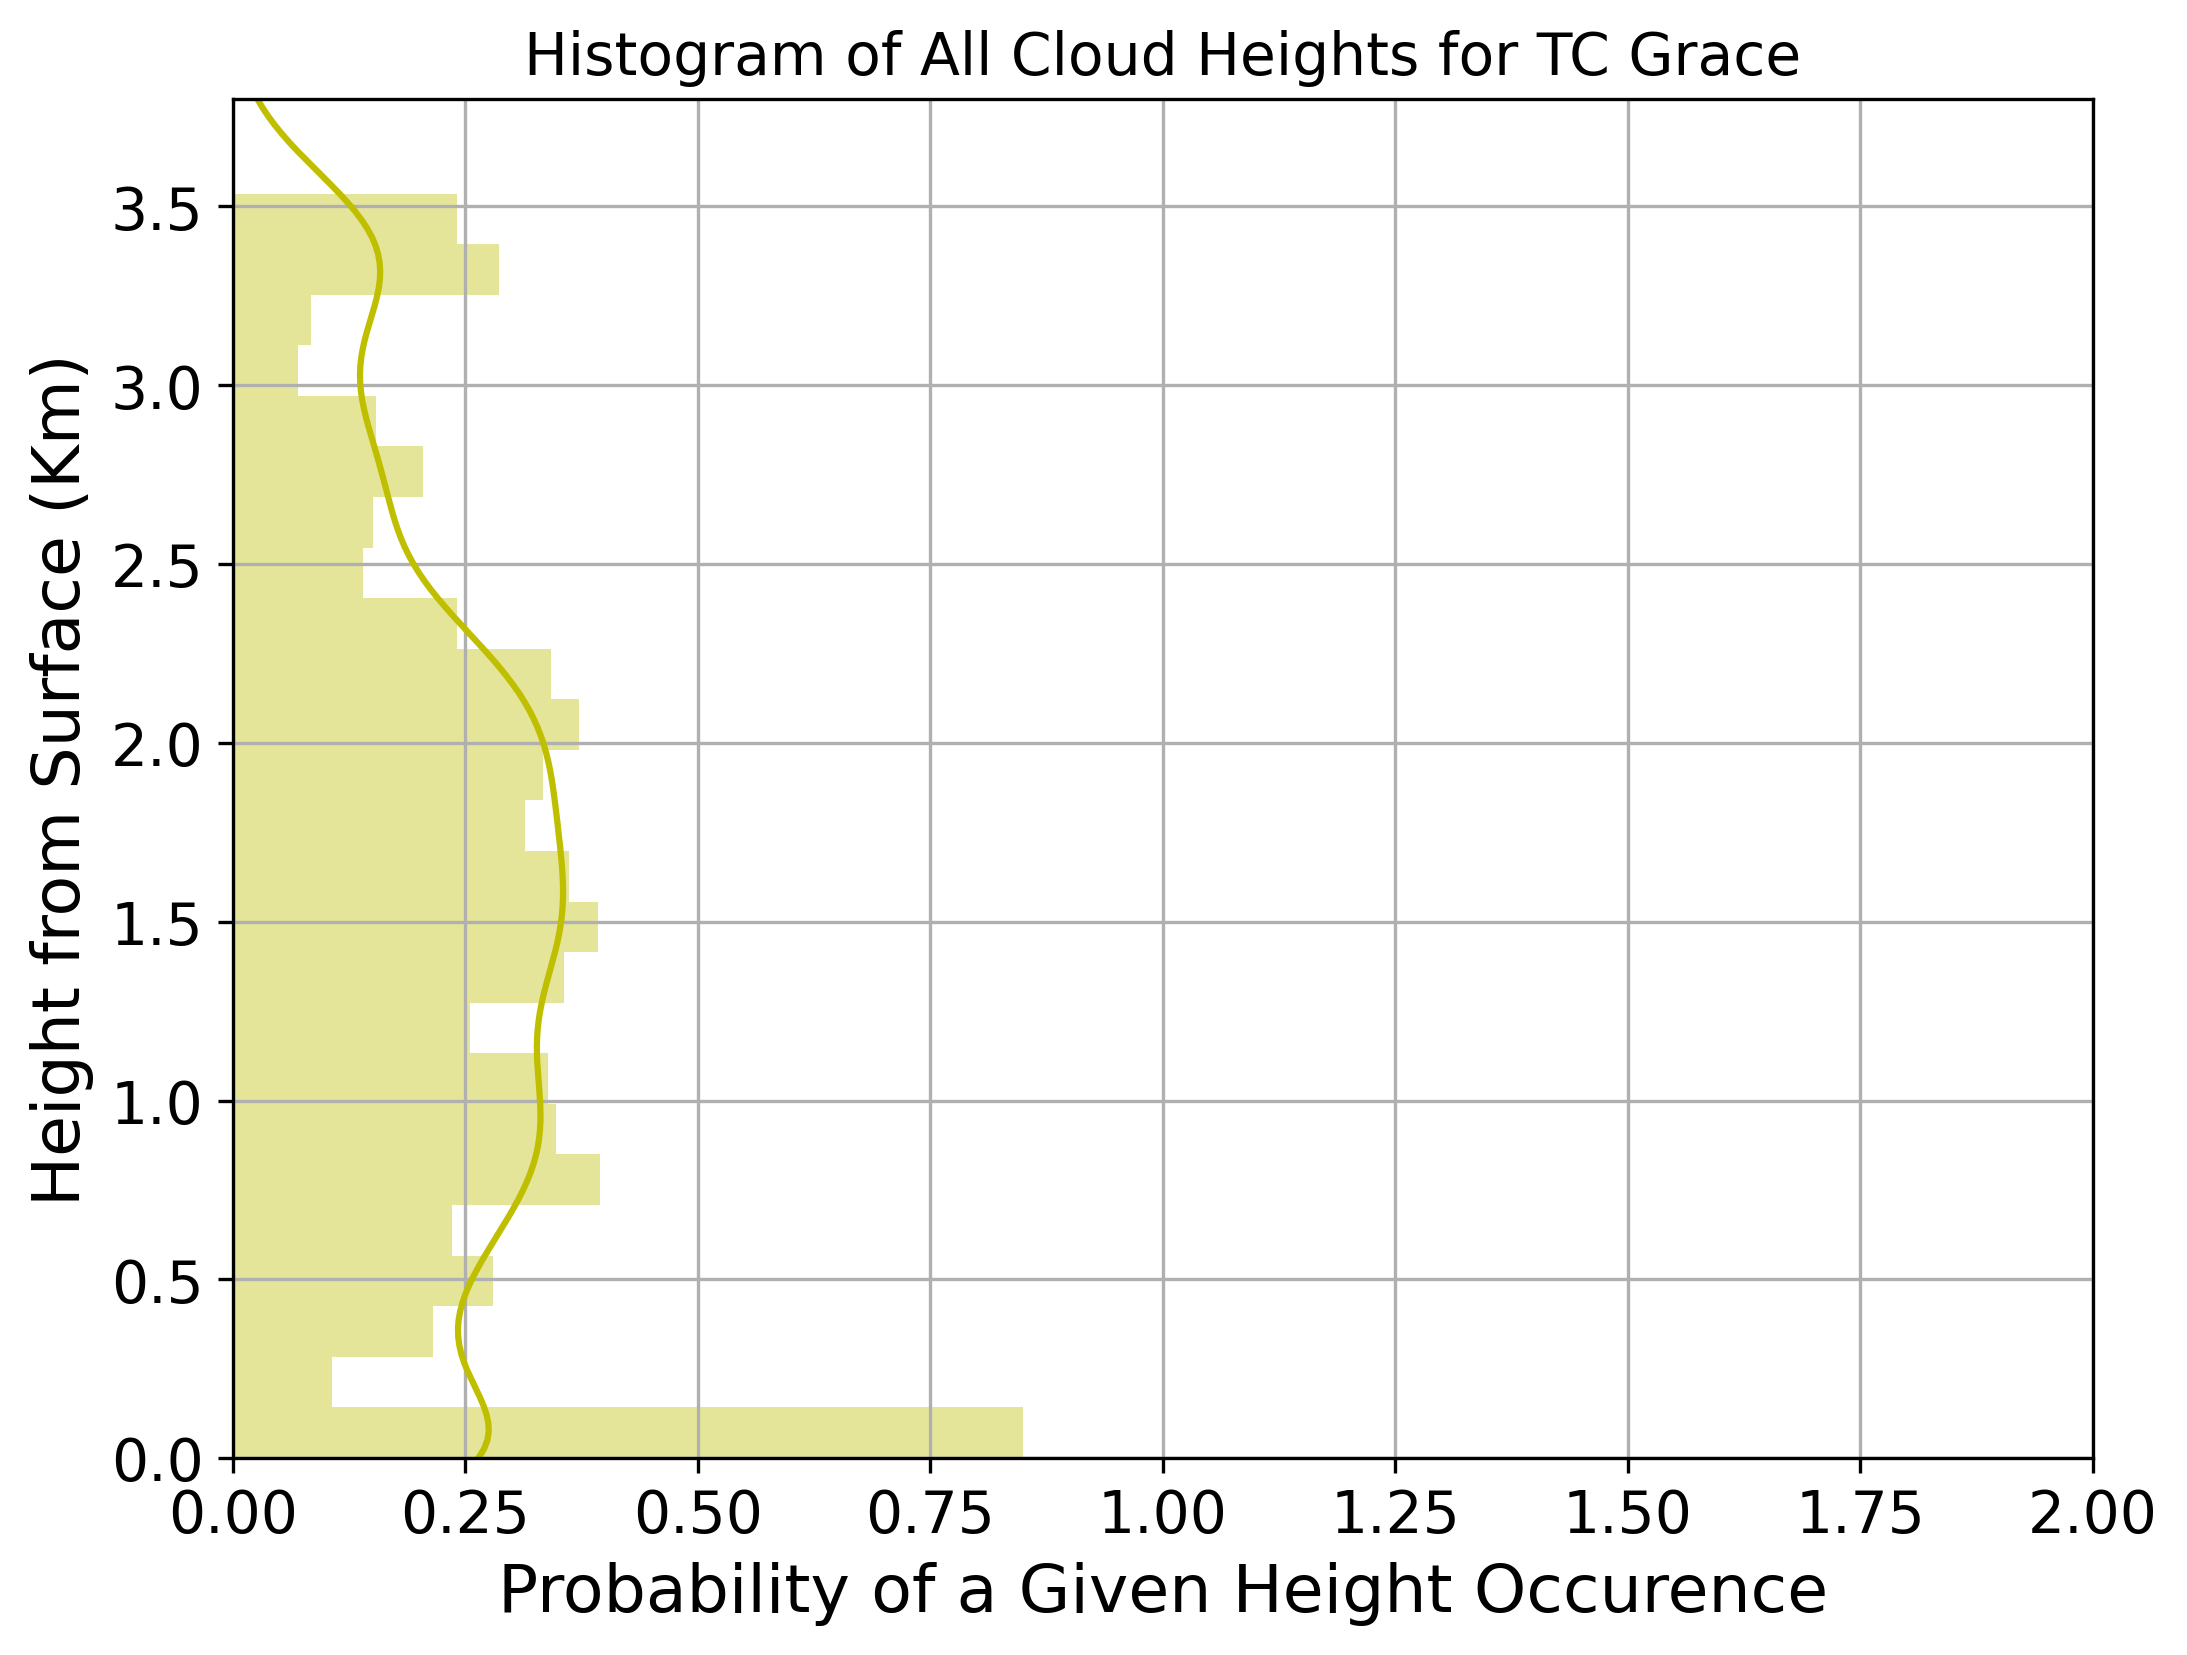 Histogram of All Cloud Heights for TC Grace
Height from Surface (Km)
3.5
3.0
2.5
2.0
1.5
1.0
0.5
0.0
0.00 0.25 0.50 0.75 1.00 1.25 1.50 1.75 2.00
Probability of a Given Height Occurence